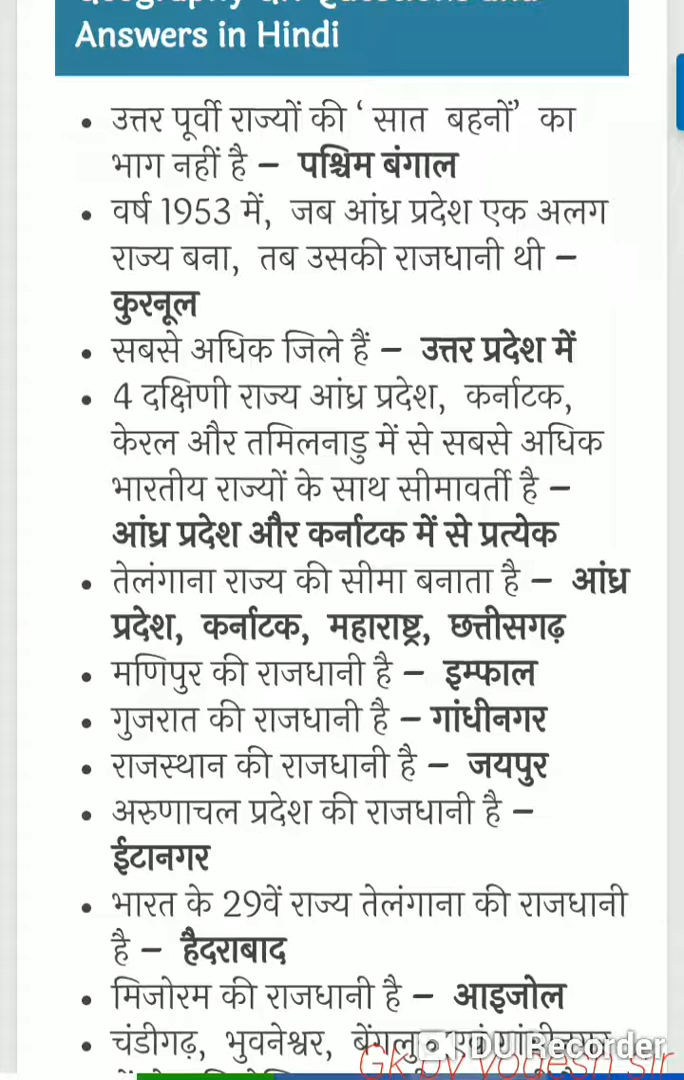 Answers in Hindi
• उत्तर पूर्वी राज्यों की ‘ सात बहनों’ का
भाग नहीं है – पश्चिम बंगाल
• वर्ष 1953 में, जब आंध्र प्रदेश एक अलग
राज्य बना, तब उसकी राजधानी थी –
कुरनूल
• सबसे अधिक जिले हैं – उत्तर प्रदेश में
• 4 दक्षिणी राज्य आंध्र प्रदेश, कर्नाटक,
केरल और तमिलनाडु में से सबसे अधिक
भारतीय राज्यों के साथ सीमावर्ती है –
आंध्र प्रदेश और कर्नाटक में से प्रत्येक
• तेलंगाना राज्य की सीमा बनाता है – आंध्र
प्रदेश, कर्नाटक, महाराष्ट्र, छत्तीसगढ़
• मणिपुर की राजधानी है – इम्फाल
• गुजरात की राजधानी है – गांधीनगर
• राजस्थान की राजधानी है – जयपुर
• अरुणाचल प्रदेश की राजधानी है –
ईटानगर
• भारत के 29वें राज्य तेलंगाना की राजधानी
है – हैदराबाद
• मिजोरम की राजधानी है – आइजोल
• चंडीगढ़, भुवनेश्वर,
DU Recorder
Gk by yogesh sir